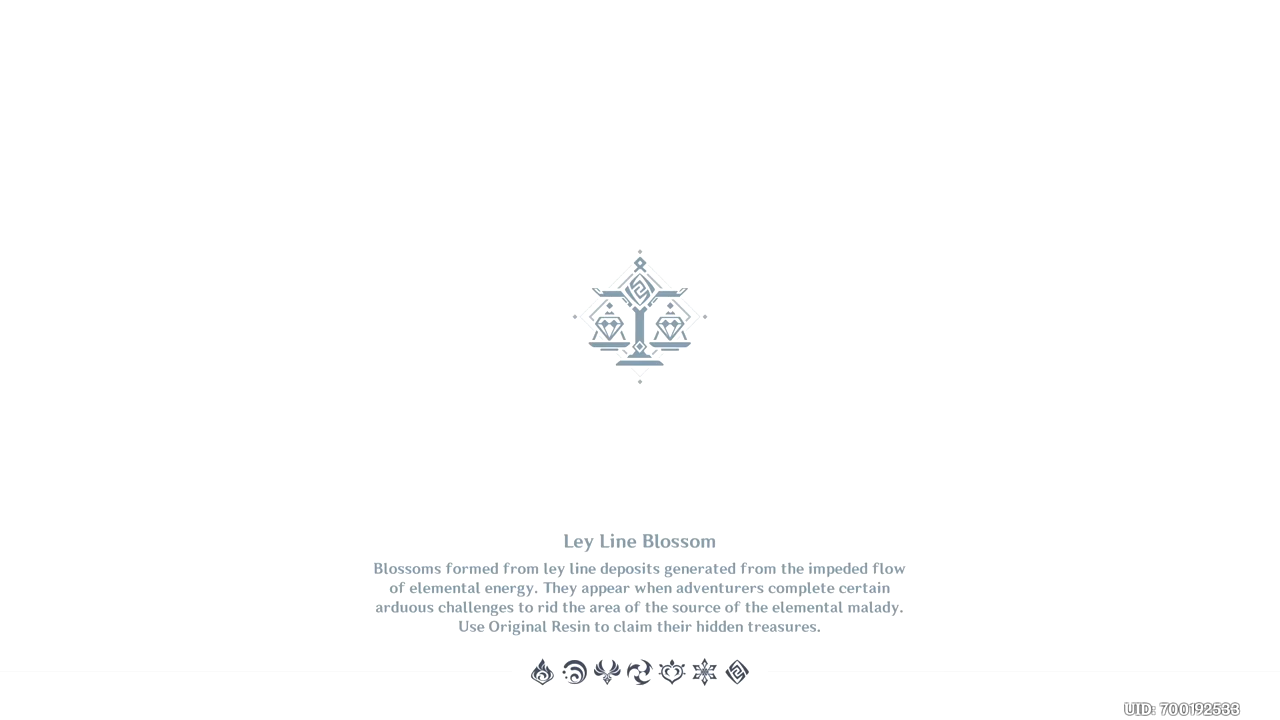 Ley Line Blossom
Blossoms formed from ley line deposits generated from the impeded flow
of elemental energy. They appear when adventurers complete certain
arduous challenges to rid the area of the source of the elemental malady.
Use Original Resin to claim their hidden treasures.
UID: 700192533